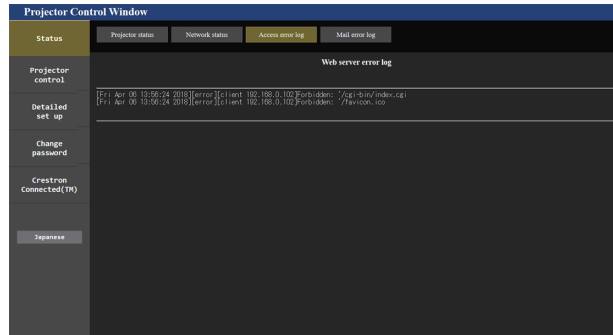 Projector Control Window
Status
Projector status
Network status
Access error log
Mail error log
Web server error log
Projector
control
[Fri Apr 06 13:56:24 2018][error][client 192.168.0.102]Forbidden: '/cgi-bin/index.cgi
[Fri Apr 06 13:56:24 2018][error][client 192.168.0.102]Forbidden: '/favicon.ico
Detailed
set up
Change
password
Crestron
Connected(TM)
Japanese